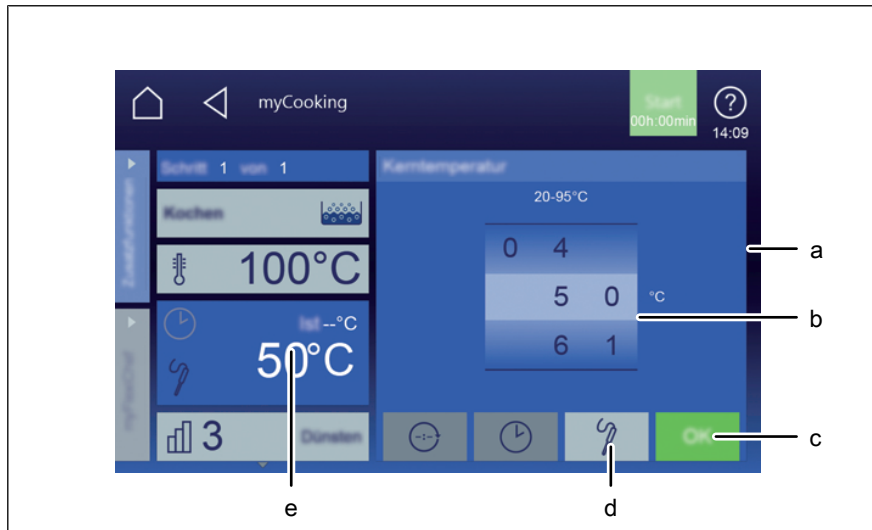 myCooking
Start
00h:00min
?
14:09
Schritt 1 von 1
Kerntemperatur
Zusatzfunktionen
Kochen
100°C
Ist --°C
50°C
3 Dünsten
20-95°C
0 4
5 0 °C
6 1
-:-
OK
a
b
c
d
e